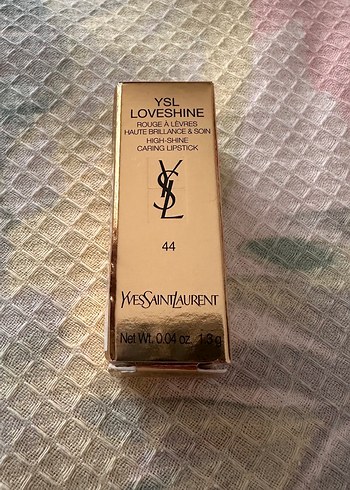 YSL
LOVESHINE
ROUGE À LÈVRES
HAUTE BRILLANCE & SOIN
HIGH-SHINE
CARING LIPSTICK
YSL
44
YVESSAINTLAURENT
Net Wt. 0.04 oz. 1.3 g